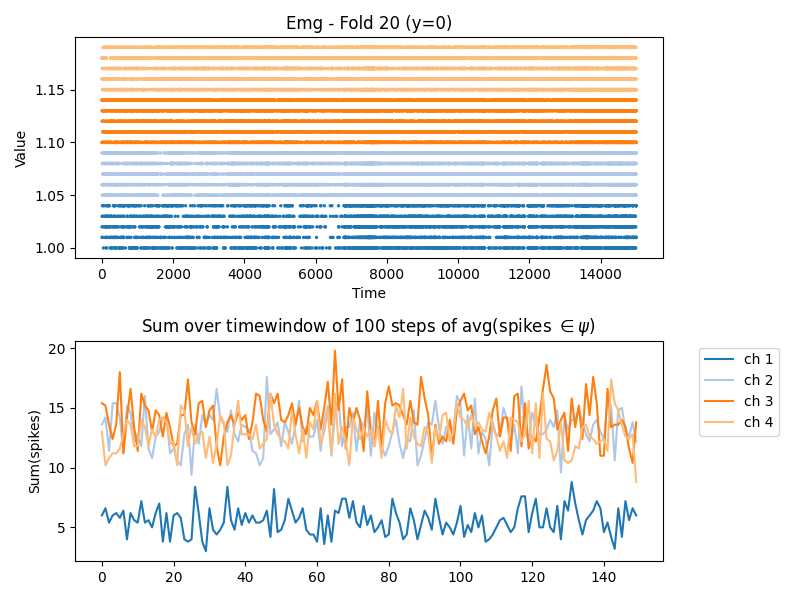 Emg - Fold 20 (y=0)
Value
1.15
1.10
1.05
1.00
0 2000 4000 6000 8000 10000 12000 14000
Time
Sum over timewindow of 100 steps of avg(spikes ∈ψ)
Sum(spikes)
20
15
10
5
0 20 40 60 80 100 120 140
ch 1
ch 2
ch 3
ch 4